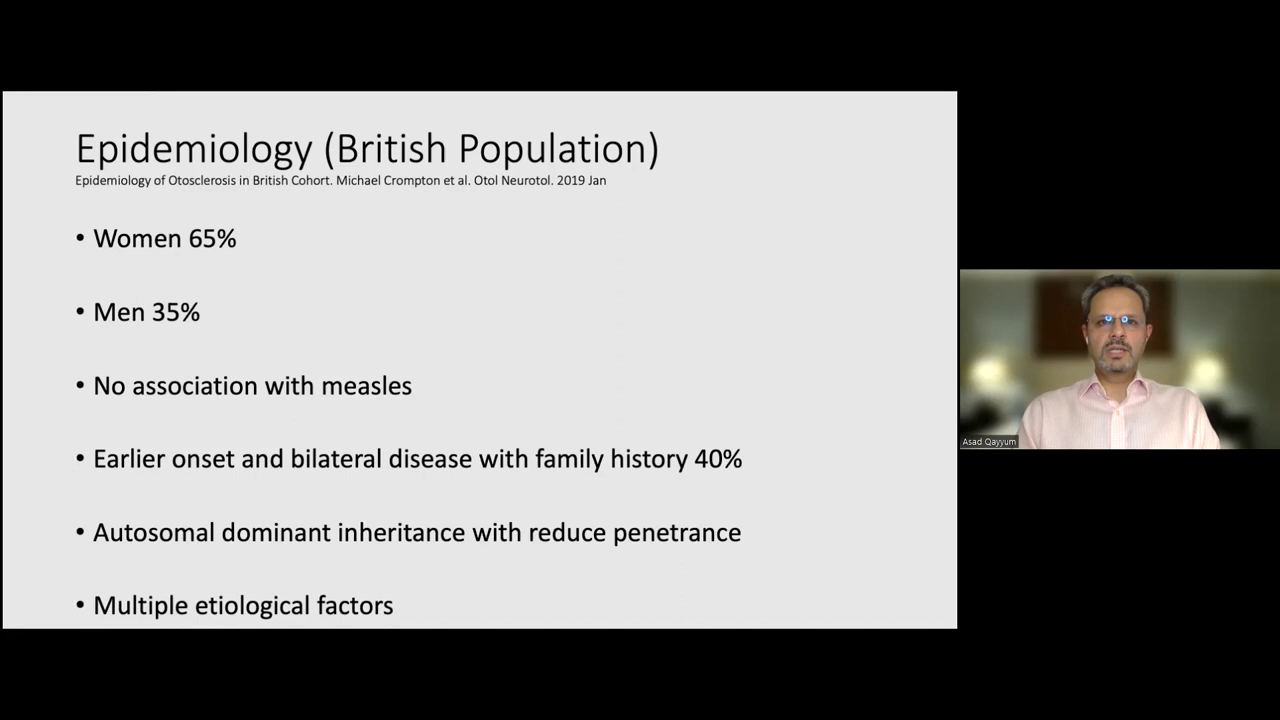 Epidemiology (British Population)
Epidemiology of Otosclerosis in British Cohort. Michael Crompton et al. Otol Neurotol. 2019 Jan
• Women 65%
• Men 35%
• No association with measles
• Earlier onset and bilateral disease with family history 40%
• Autosomal dominant inheritance with reduce penetrance
• Multiple etiological factors
Asad Qayyum